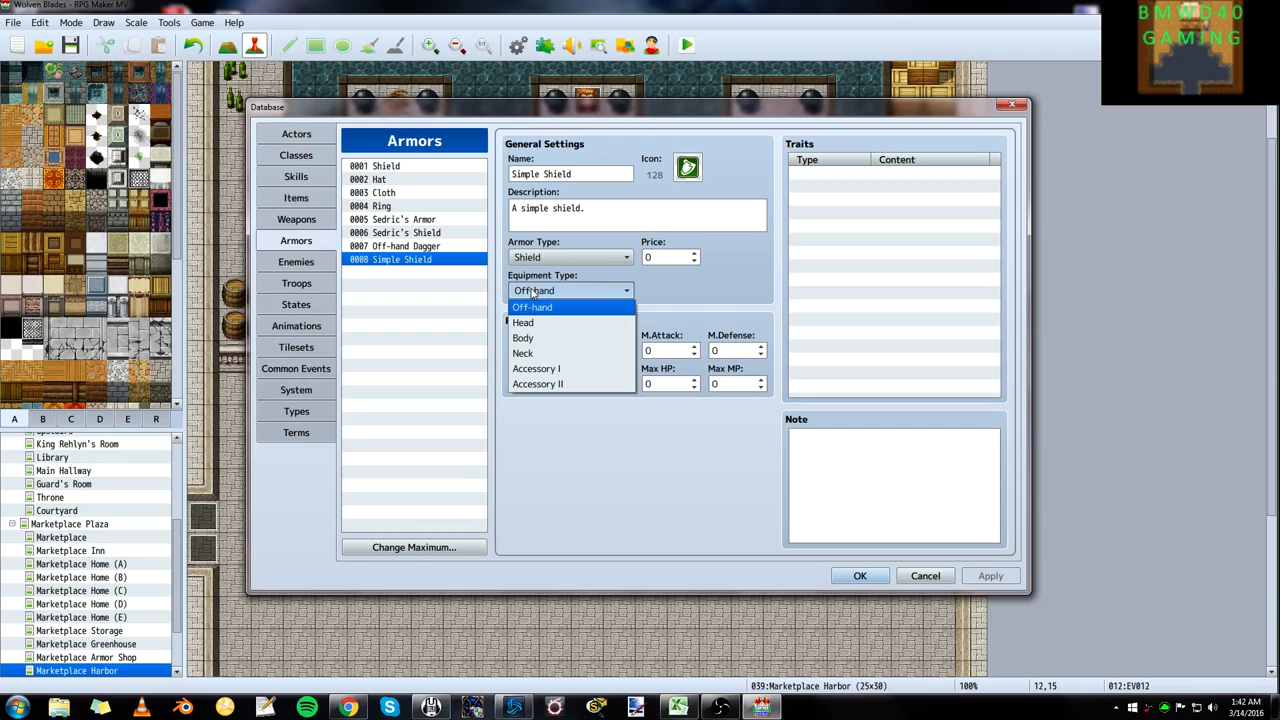 Wolven Blades - RPG Maker MV
BMWD40
GAMING
File Edit Mode Draw Scale Tools Game Help
Database
Actors
Classes
Skills
Items
Weapons
Armors
Enemies
Troops
States
Animations
Tilesets
Common Events
System
Types
Terms
Armors
0001 Shield
0002 Hat
0003 Cloth
0004 Ring
0005 Sedric's Armor
0006 Sedric's Shield
0007 Off-hand Dagger
0008 Simple Shield
Change Maximum...
General Settings
Name:
Icon:
Simple Shield
128
Description:
A simple shield.
Armor Type:
Price:
Shield
0
Equipment Type:
Off-hand
Off-hand
Head
Body
Neck
Accessory I
Accessory II
M.Attack:
M.Defense:
0
0
Max HP:
Max MP:
0
0
Traits
Type
Content
Note
OK
Cancel
Apply
A B C D E R
King Rehlyn's Room
Library
Main Hallway
Guard's Room
Throne
Courtyard
Marketplace Plaza
Marketplace
Marketplace Inn
Marketplace Home (A)
Marketplace Home (B)
Marketplace Home (C)
Marketplace Home (D)
Marketplace Home (E)
Marketplace Storage
Marketplace Greenhouse
Marketplace Armor Shop
Marketplace Harbor
039:Marketplace Harbor (25x30)
100%
12,15
012:EV012
1:42 AM
3/14/2016